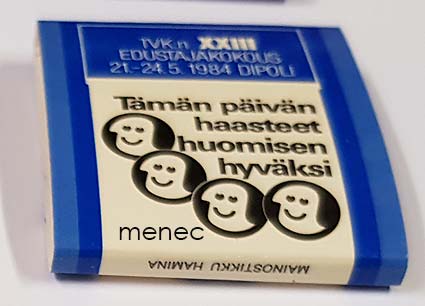 TVK:n XXIII
EDUSTAJAKOKOUS
21.-24.5. 1984 DIPOLI
Tämän päivän
haasteet
huomisen
hyväksi
menec
MAINOSTIKKU HAMINA